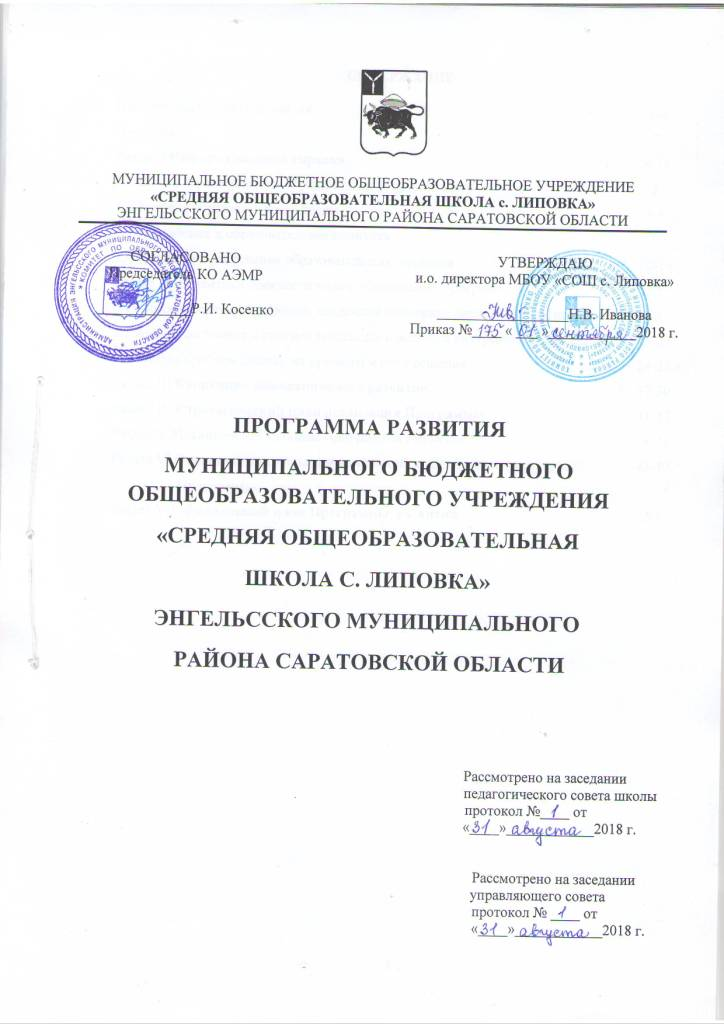 МУНИЦИПАЛЬНОЕ БЮДЖЕТНОЕ ОБЩЕОБРАЗОВАТЕЛЬНОЕ УЧРЕЖДЕНИЕ
«СРЕДНЯЯ ОБЩЕОБРАЗОВАТЕЛЬНАЯ ШКОЛА с. ЛИПОВКА»
ЭНГЕЛЬССКОГО МУНИЦИПАЛЬНОГО РАЙОНА САРАТОВСКОЙ ОБЛАСТИ
СОГЛАСОВАНО
Председатель КО АЭМР
Р.И. Косенко
УТВЕРЖДАЮ
и.о. директора МБОУ «СОШ с. Липовка»
Н.В. Иванова
Приказ № 175 « 01 » сентября 2018 г.
ПРОГРАММА РАЗВИТИЯ
МУНИЦИПАЛЬНОГО БЮДЖЕТНОГО
ОБЩЕОБРАЗОВАТЕЛЬНОГО УЧРЕЖДЕНИЯ
«СРЕДНЯЯ ОБЩЕОБРАЗОВАТЕЛЬНАЯ
ШКОЛА С. ЛИПОВКА»
ЭНГЕЛЬССКОГО МУНИЦИПАЛЬНОГО
РАЙОНА САРАТОВСКОЙ ОБЛАСТИ
Рассмотрено на заседании
педагогического совета школы
протокол № 1 от
«31» августа 2018 г.
Рассмотрено на заседании
управляющего совета
протокол № 1 от
«31» августа 2018 г.